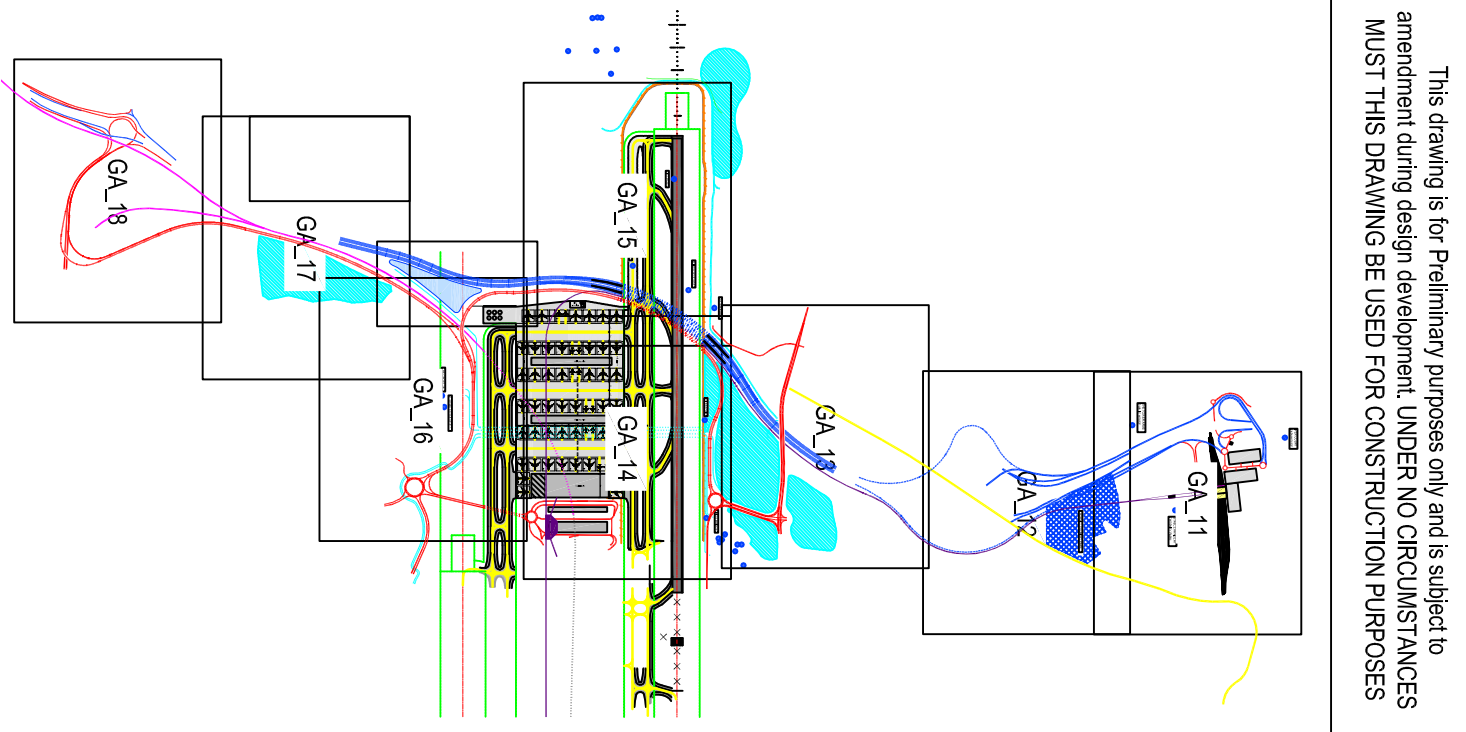 This drawing is for Preliminary purposes only and is subject to
amendment during design development. UNDER NO CIRCUMSTANCES
MUST THIS DRAWING BE USED FOR CONSTRUCTION PURPOSES
GA_11
GA_12
GA_13
GA_14
GA_15
GA_16
GA_17
GA_18